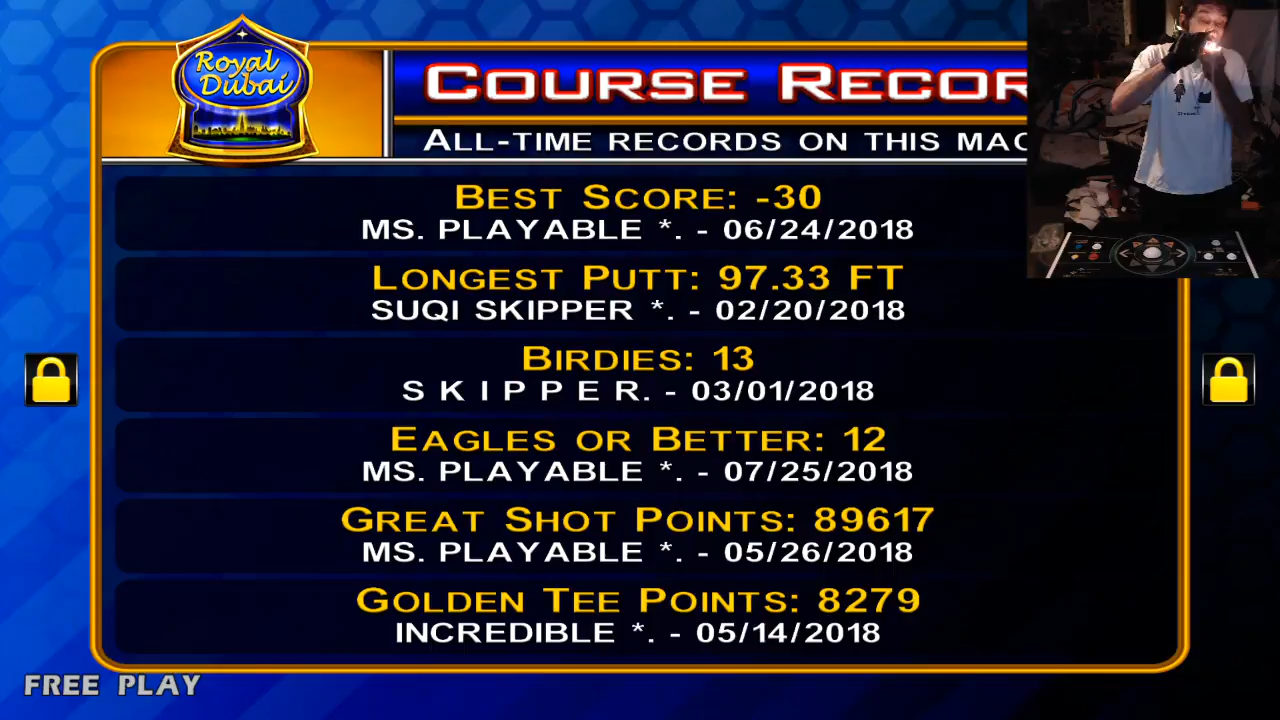 Royal
Dubai
COURSE RECOR
ALL-TIME RECORDS ON THIS MAC
BEST SCORE: -30
MS. PLAYABLE *. - 06/24/2018
LONGEST PUTT: 97.33 FT
SUQI SKIPPER *. - 02/20/2018
BIRDIES: 13
S K I P P E R. - 03/01/2018
EAGLES OR BETTER: 12
MS. PLAYABLE *. - 07/25/2018
GREAT SHOT POINTS: 89617
MS. PLAYABLE *. - 05/26/2018
GOLDEN TEE POINTS: 8279
INCREDIBLE *. - 05/14/2018
FREE PLAY